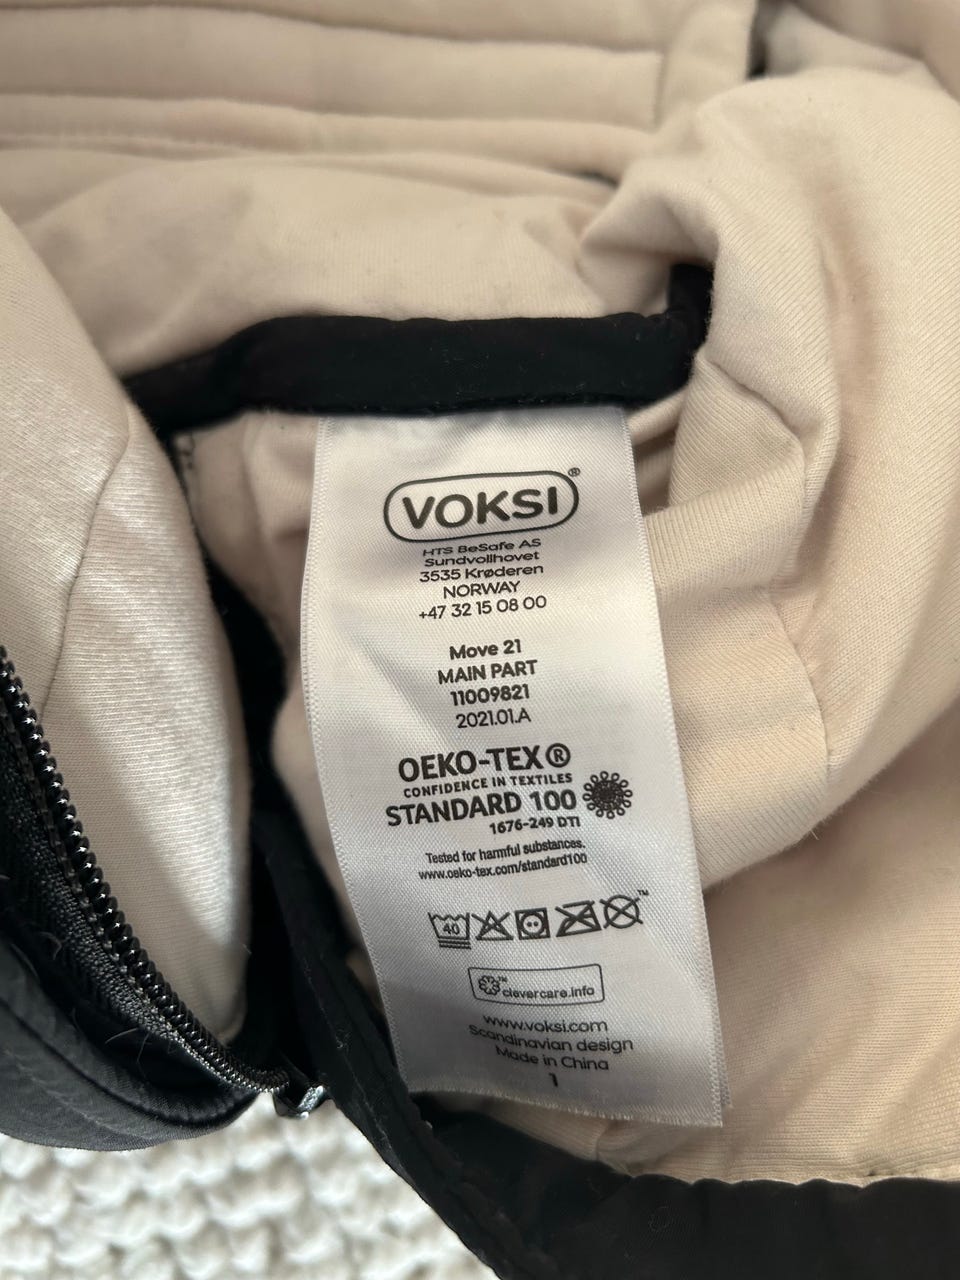 VOKSI®
HTS BeSafe AS
Sundvollhovet
3535 Krøderen
NORWAY
+47 32 15 08 00
Move 21
MAIN PART
11009821
2021.01.A
OEKO-TEX®
CONFIDENCE IN TEXTILES
STANDARD 100
1676-249 DTI
Tested for harmful substances.
www.oeko-tex.com/standard100
40 ™
™ clevercare.info
www.voksi.com
Scandinavian design
Made in China
1